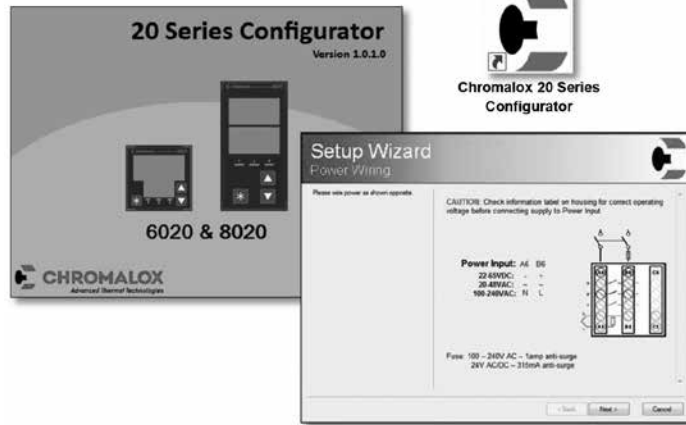 20 Series Configurator
Version 1.0.1.0
6020 & 8020
CHROMALOX
Advanced Thermal Technologies
Chromalox 20 Series
Configurator
Setup Wizard
Power Wiring
Please wire power as shown opposite.
CAUTION: Check information label on housing for correct operating
voltage before connecting supply to Power Input
Power Input: A6 B6
22-65VDC: - +
20-48VAC: ~ ~
100-240VAC: N L
Fuse: 100 – 240V AC – 1amp anti-surge
24V AC/DC – 315mA anti-surge
< Back Next > Cancel